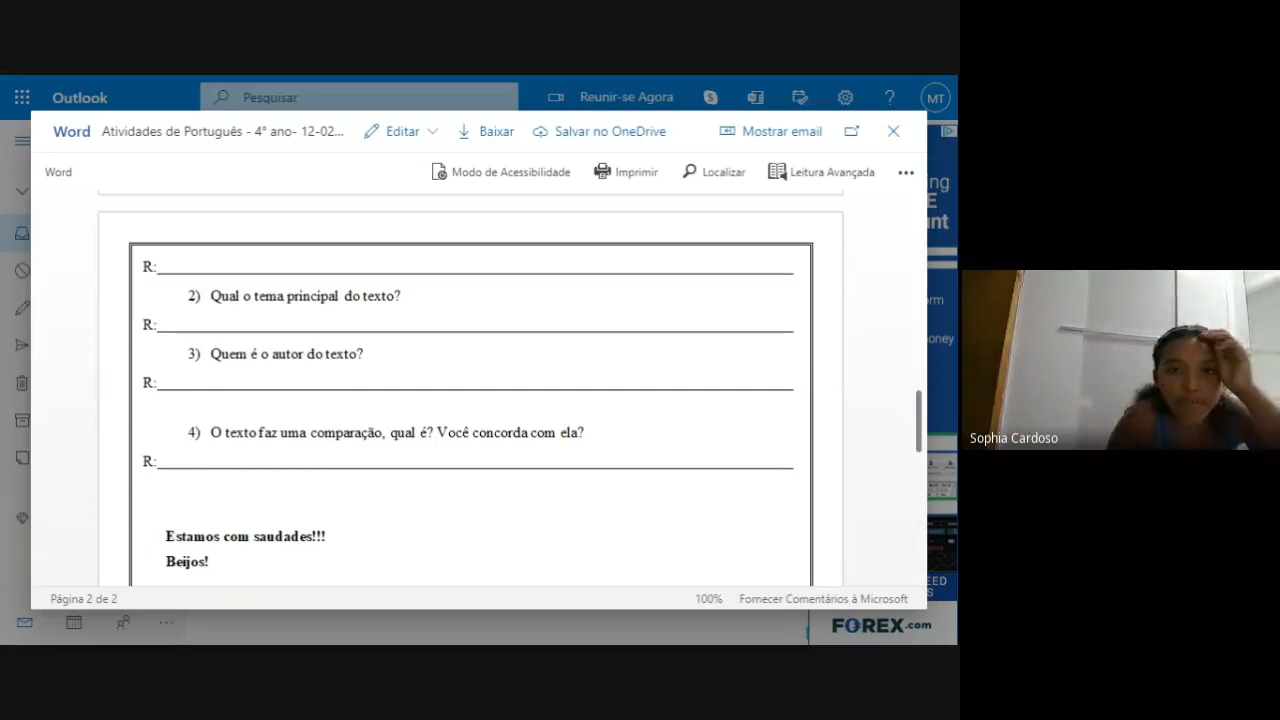 Outlook
Pesquisar
Reunir-se Agora
MT
Word
Atividades de Português - 4° ano- 12-02...
Editar
Baixar
Salvar no OneDrive
Mostrar email
Word
Modo de Acessibilidade
Imprimir
Localizar
Leitura Avançada
R:
2) Qual o tema principal do texto?
R:
3) Quem é o autor do texto?
R:
4) O texto faz uma comparação, qual é? Você concorda com ela?
R:
Estamos com saudades!!!
Beijos!
Página 2 de 2
100%
Fornecer Comentários à Microsoft
FOREX.com
Sophia Cardoso